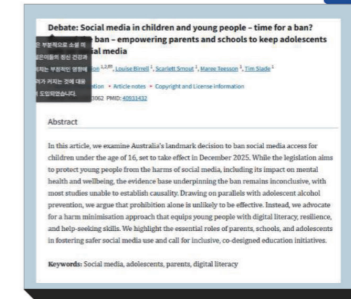 Debate: Social media in children and young people – time for a ban?
the ban – empowering parents and schools to keep adolescents
al media
Louise Birrell 1, Scarlett Smout 1, Maree Teesson 1, Tim Slade 1
Article notes • Copyright and License information
PMID: 40931432
Abstract
In this article, we examine Australia's landmark decision to ban social media access for
children under the age of 16, set to take effect in December 2025. While the legislation aims
to protect young people from the harms of social media, including its impact on mental
health and wellbeing, the evidence base underpinning the ban remains inconclusive, with
most studies unable to establish causality. Drawing on parallels with adolescent alcohol
prevention, we argue that prohibition alone is unlikely to be effective. Instead, we advocate
for a harm minimisation approach that equips young people with digital literacy, resilience,
and help-seeking skills. We highlight the essential roles of parents, schools, and adolescents
in fostering safer social media use and call for inclusive, co-designed education initiatives.
Keywords: Social media, adolescents, parents, digital literacy